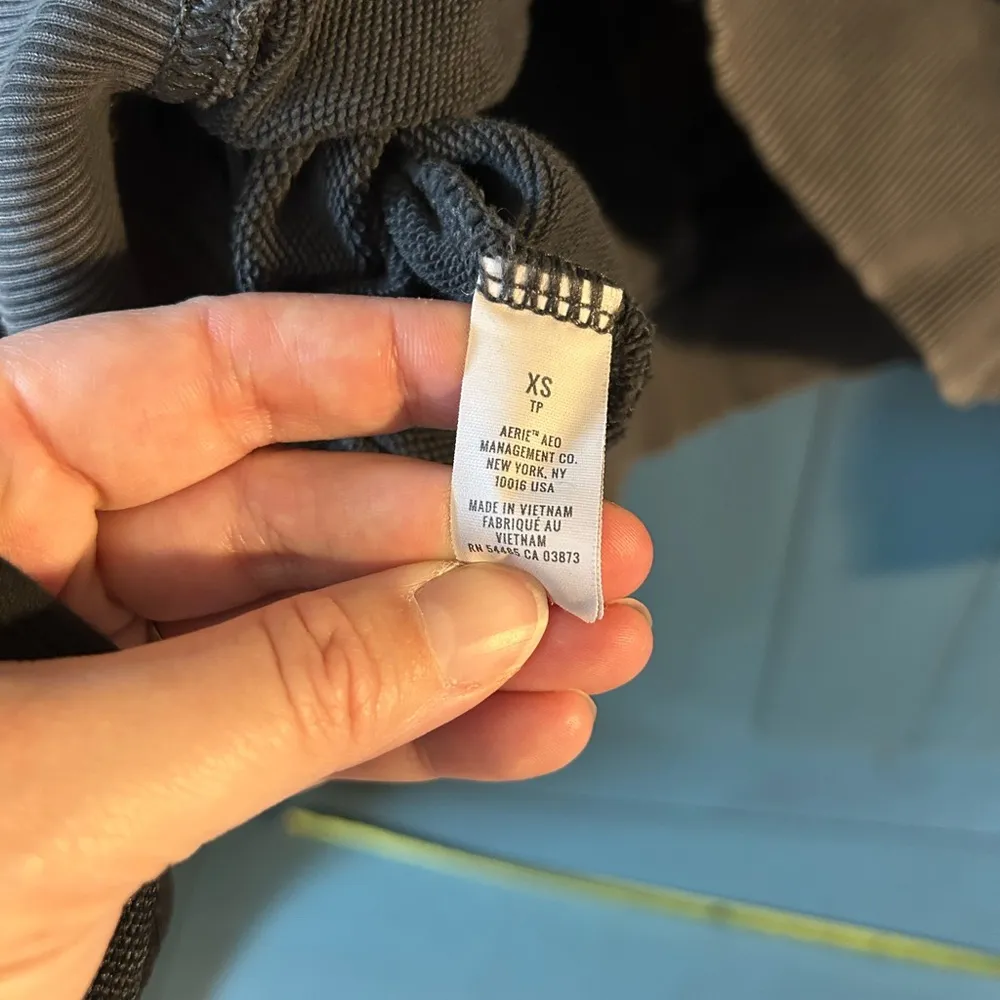 XS
TP
AERIE™ AEO
MANAGEMENT CO.
NEW YORK, NY
10016 USA
MADE IN VIETNAM
FABRIQUÉ AU
VIETNAM
RN 54485 CA 03873